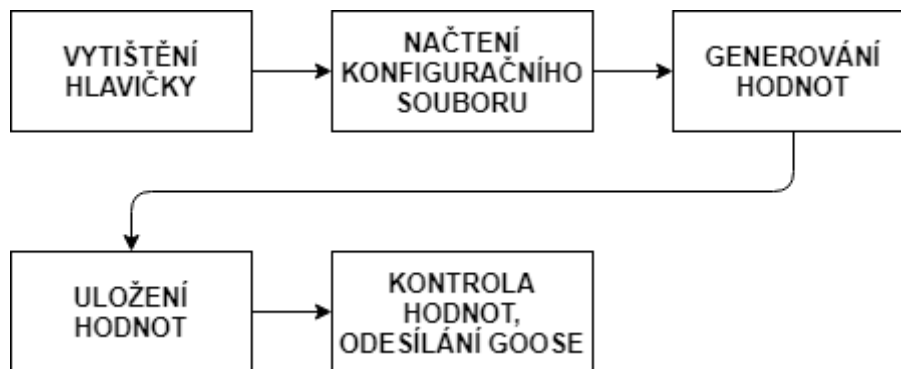 VYTIŠTĚNÍ
HLAVIČKY
NAČTENÍ
KONFIGURAČNÍHO
SOUBORU
GENEROVÁNÍ
HODNOT
ULOŽENÍ
HODNOT
KONTROLA
HODNOT,
ODESÍLÁNÍ GOOSE